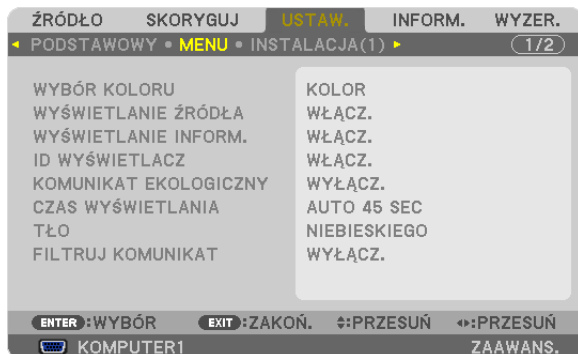 ŹRÓDŁO SKORYGUJ USTAW. INFORM. WYZER.
◄ PODSTAWOWY • MENU • INSTALACJA(1) ► 1/2
WYBÓR KOLORU KOLOR
WYŚWIETLANIE ŹRÓDŁA WŁĄCZ.
WYŚWIETLANIE INFORM. WŁĄCZ.
ID WYŚWIETLACZ WŁĄCZ.
KOMUNIKAT EKOLOGICZNY WYŁĄCZ.
CZAS WYŚWIETLANIA AUTO 45 SEC
TŁO NIEBIESKIEGO
FILTRUJ KOMUNIKAT WYŁĄCZ.
ENTER :WYBÓR EXIT :ZAKOŃ. :PRZESUŃ :PRZESUŃ
KOMPUTER1 ZAAWANS.